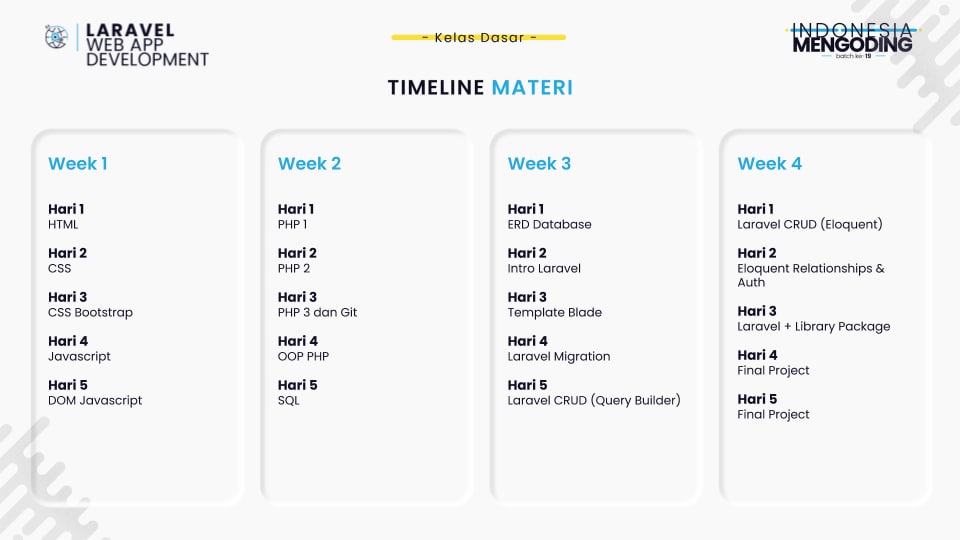 LARAVEL
WEB APP
DEVELOPMENT
- Kelas Dasar -
INDONESIA
MENGODING
batch ke-19
TIMELINE MATERI
Week 1
Hari 1
HTML
Hari 2
CSS
Hari 3
CSS Bootstrap
Hari 4
Javascript
Hari 5
DOM Javascript
Week 2
Hari 1
PHP 1
Hari 2
PHP 2
Hari 3
PHP 3 dan Git
Hari 4
OOP PHP
Hari 5
SQL
Week 3
Hari 1
ERD Database
Hari 2
Intro Laravel
Hari 3
Template Blade
Hari 4
Laravel Migration
Hari 5
Laravel CRUD (Query Builder)
Week 4
Hari 1
Laravel CRUD (Eloquent)
Hari 2
Eloquent Relationships &
Auth
Hari 3
Laravel + Library Package
Hari 4
Final Project
Hari 5
Final Project